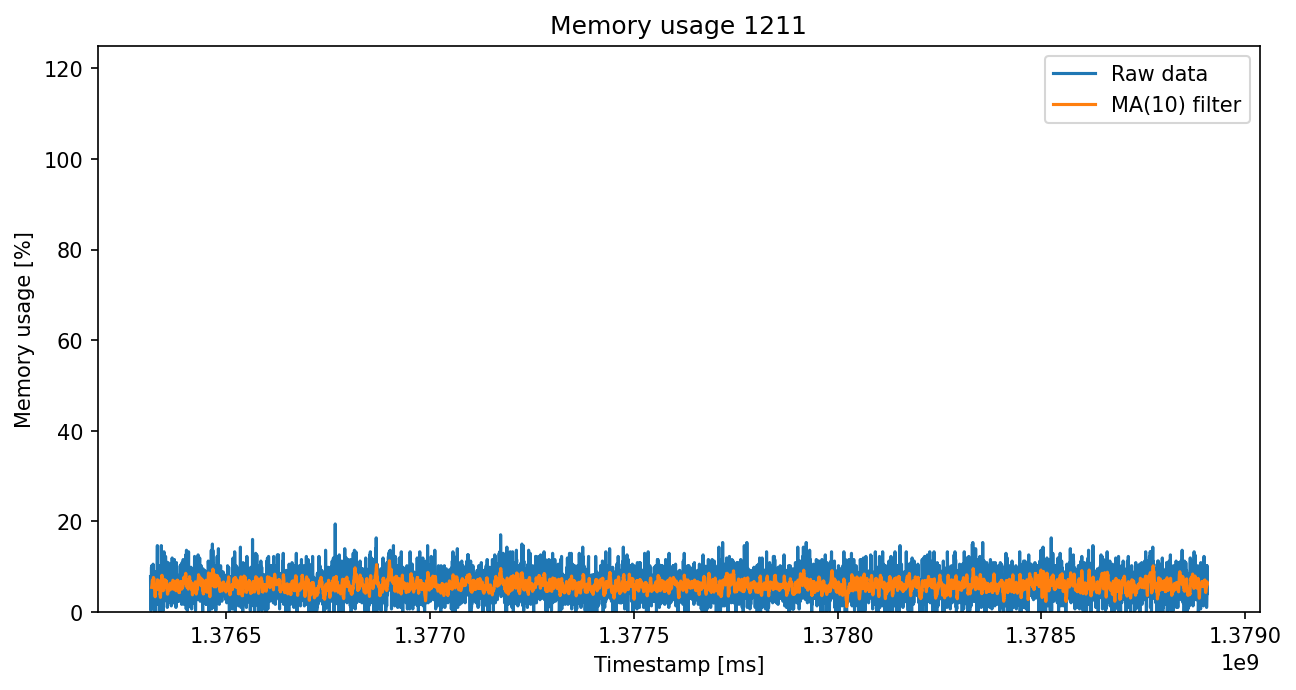 Memory usage 1211
Raw data
MA(10) filter
Memory usage [%]
120
100
80
60
40
20
0
1.3765 1.3770 1.3775 1.3780 1.3785 1.3790
1e9
Timestamp [ms]